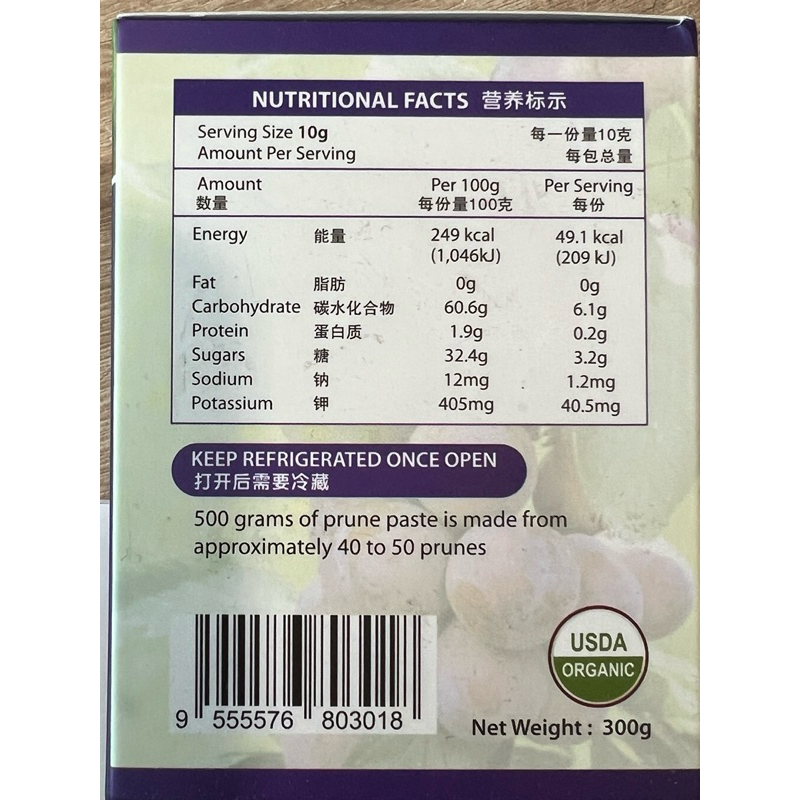 NUTRITIONAL FACTS 营养标示
Serving Size 10g 每一份量10克
Amount Per Serving 每包总量
Amount Per 100g Per Serving
数量 每份量100克 每份
Energy 能量 249 kcal 49.1 kcal
(1,046kJ) (209 kJ)
Fat 脂肪 0g 0g
Carbohydrate 碳水化合物 60.6g 6.1g
Protein 蛋白质 1.9g 0.2g
Sugars 糖 32.4g 3.2g
Sodium 钠 12mg 1.2mg
Potassium 钾 405mg 40.5mg
KEEP REFRIGERATED ONCE OPEN
打开后需要冷藏
500 grams of prune paste is made from
approximately 40 to 50 prunes
USDA
ORGANIC
9 555576 803018
Net Weight : 300g